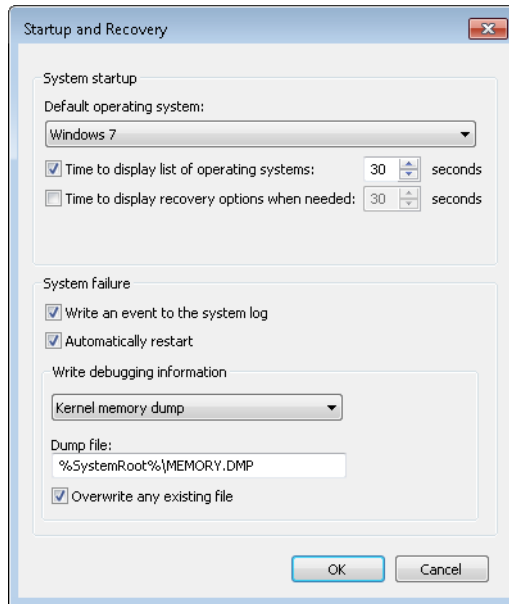 Startup and Recovery
System startup
Default operating system:
Windows 7
Time to display list of operating systems: 30 seconds
Time to display recovery options when needed: 30 seconds
System failure
Write an event to the system log
Automatically restart
Write debugging information
Kernel memory dump
Dump file:
%SystemRoot%\MEMORY.DMP
Overwrite any existing file
OK Cancel